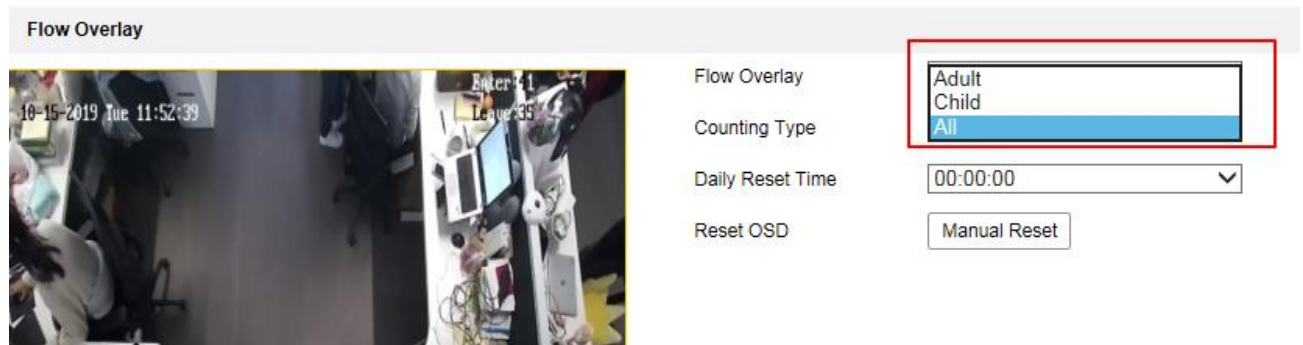 Flow Overlay
10-15-2019 Tue 11:52:39
Enter:41
Leave:35
Flow Overlay
Adult
Child
All
Counting Type
Daily Reset Time
00:00:00
Reset OSD
Manual Reset